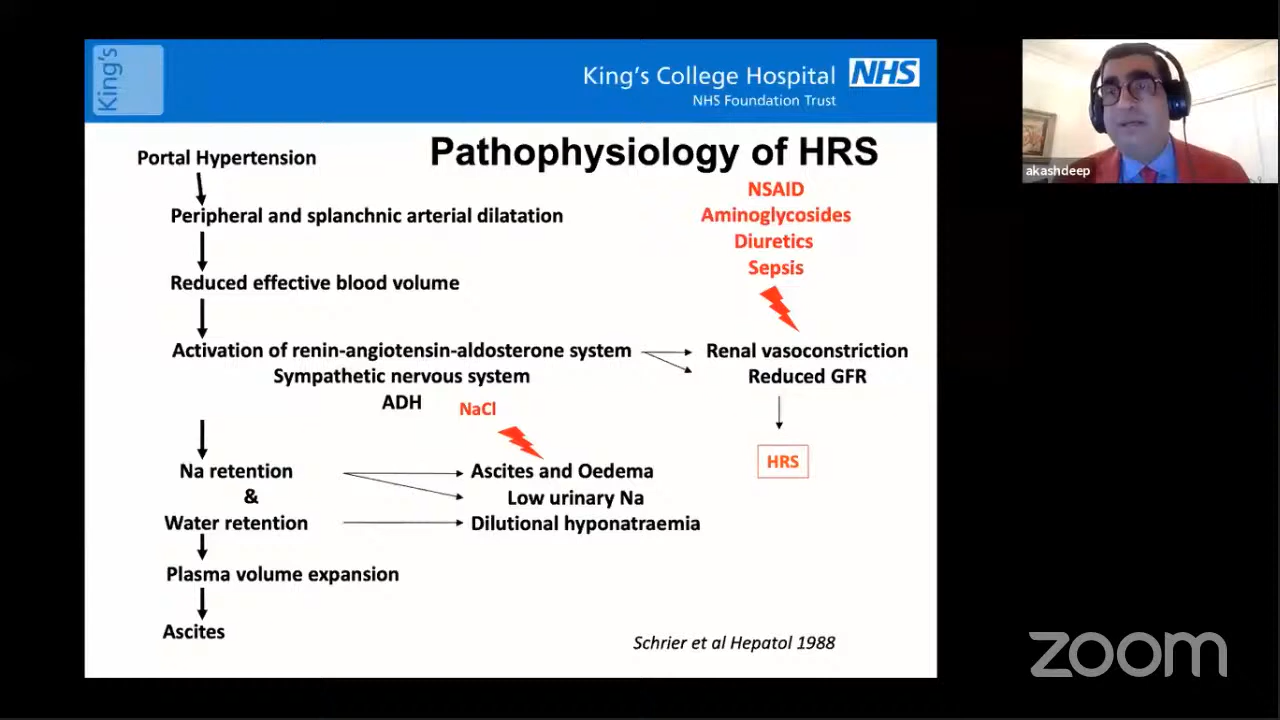 King's
King's College Hospital NHS
NHS Foundation Trust
Pathophysiology of HRS
Portal Hypertension
Peripheral and splanchnic arterial dilatation
Reduced effective blood volume
Activation of renin-angiotensin-aldosterone system
Sympathetic nervous system
ADH
NaCl
Na retention
&
Water retention
Plasma volume expansion
Ascites
Ascites and Oedema
Low urinary Na
Dilutional hyponatraemia
NSAID
Aminoglycosides
Diuretics
Sepsis
Renal vasoconstriction
Reduced GFR
HRS
Schrier et al Hepatol 1988
akashdeep
zoom